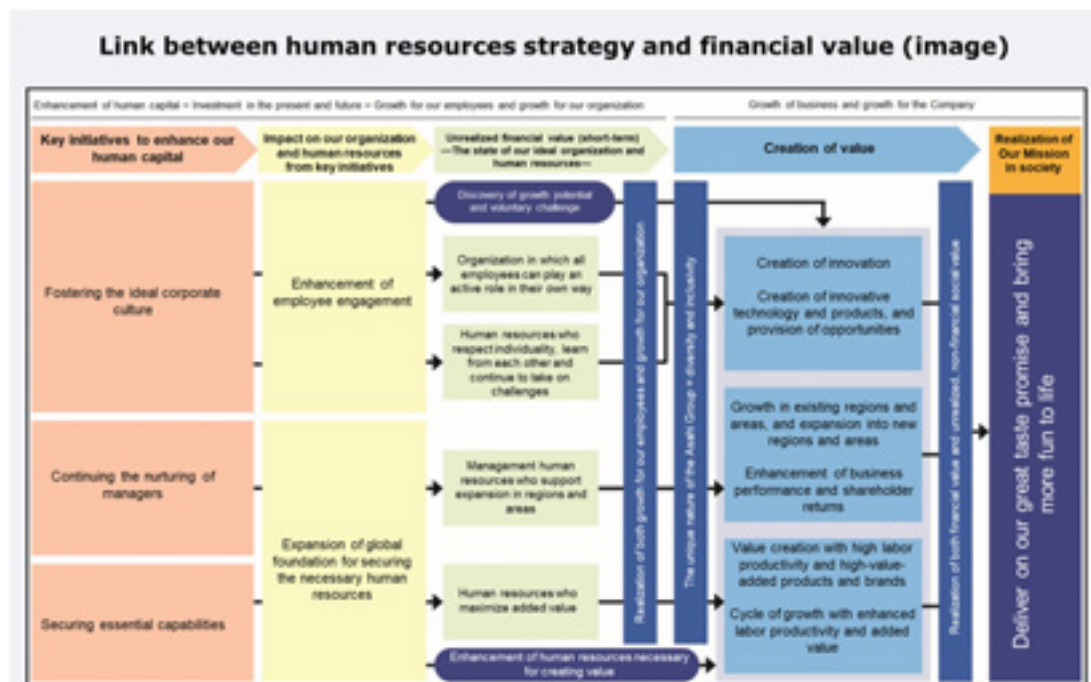 Link between human resources strategy and financial value (image)
Enhancement of human capital = Investment in the present and future = Growth for our employees and growth for our organization
Growth of business and growth for the Company
Key initiatives to enhance our
human capital
Impact on our organization
and human resources
from key initiatives
Unrealized financial value (short-term)
—The state of our ideal organization and
human resources—
Creation of value
Realization of
Our Mission
in society
Fostering the ideal corporate
culture
Continuing the nurturing of
managers
Securing essential capabilities
Enhancement of
employee engagement
Expansion of global
foundation for securing
the necessary human
resources
Discovery of growth potential
and voluntary challenge
Organization in which all
employees can play an
active role in their own way
Human resources who
respect individuality, learn
from each other and
continue to take on
challenges
Management human
resources who support
expansion in regions and
areas
Human resources who
maximize added value
Enhancement of human resources necessary
for creating value
Realization of both growth for our employees and growth for our organization
The unique nature of the Asahi Group = diversity and inclusivity
Creation of innovation
Creation of innovative
technology and products, and
provision of opportunities
Growth in existing regions and
areas, and expansion into new
regions and areas
Enhancement of business
performance and shareholder
returns
Value creation with high labor
productivity and high-value-
added products and brands
Cycle of growth with enhanced
labor productivity and added
value
Realization of both financial value and unrealized, non-financial social value
Deliver on our great taste promise and bring
more fun to life